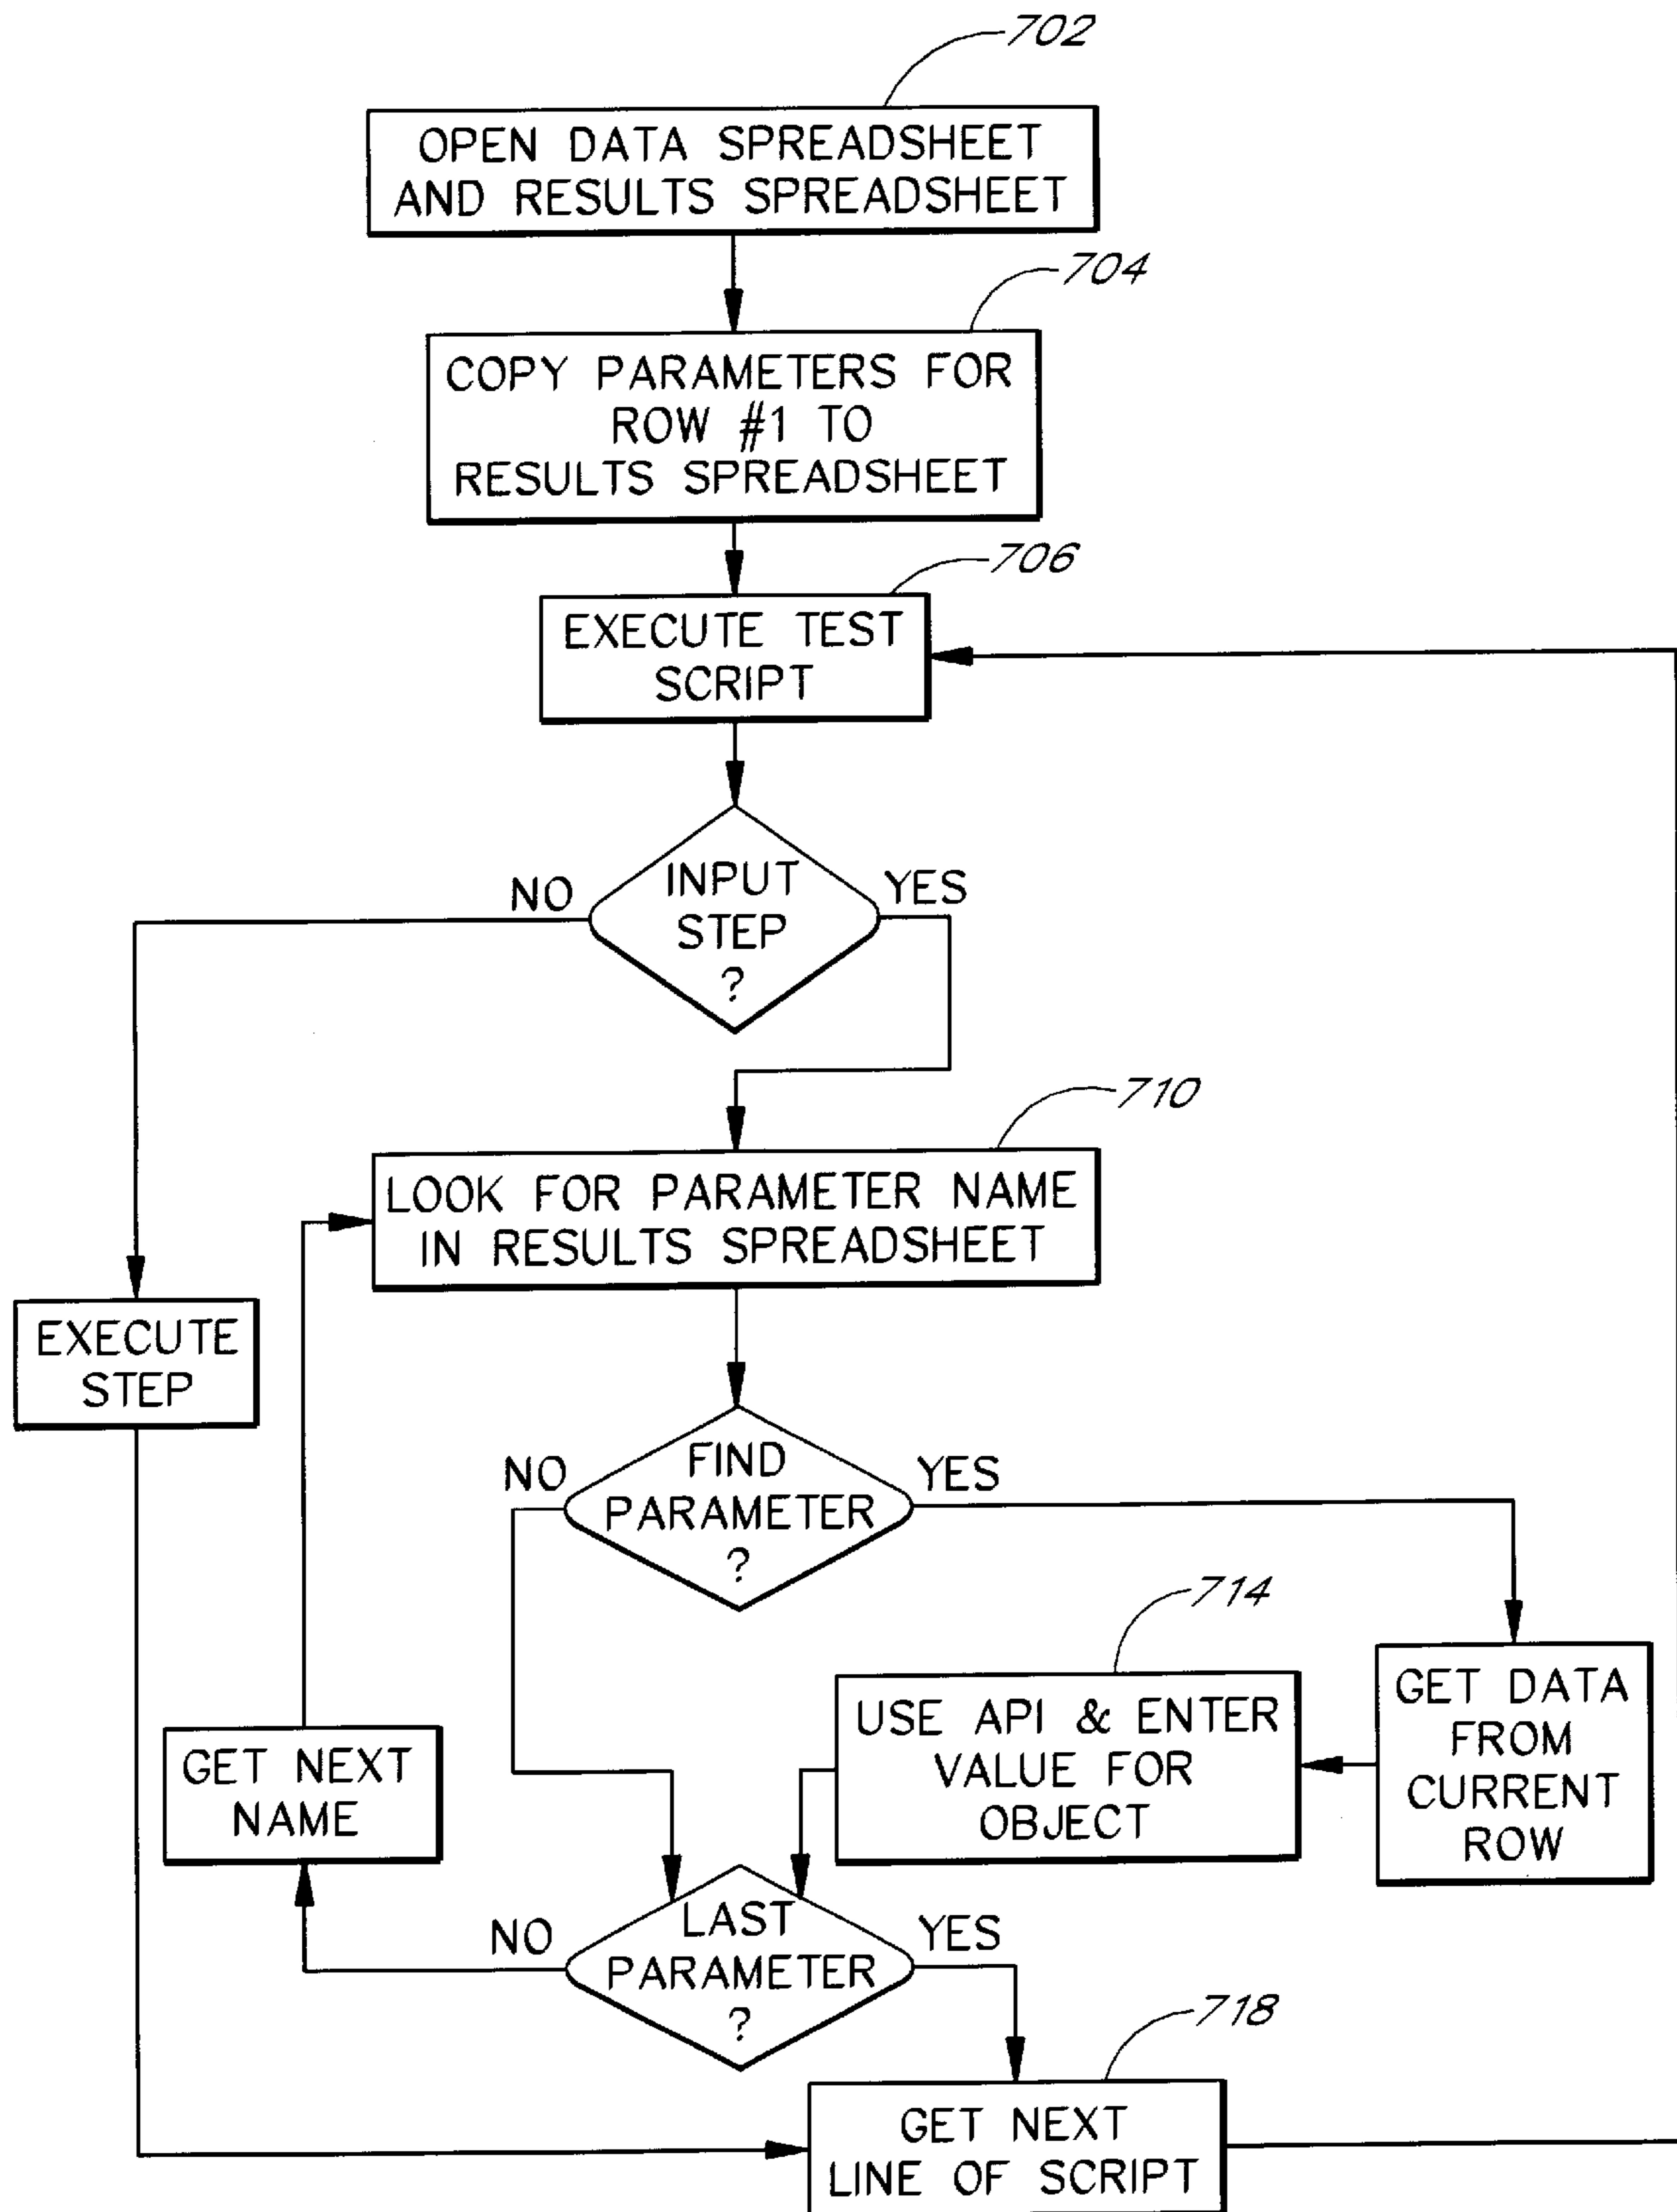 702
OPEN DATA SPREADSHEET
AND RESULTS SPREADSHEET
704
COPY PARAMETERS FOR
ROW #1 TO
RESULTS SPREADSHEET
706
EXECUTE TEST
SCRIPT
NO
INPUT
STEP
?
YES
710
LOOK FOR PARAMETER NAME
IN RESULTS SPREADSHEET
EXECUTE
STEP
NO
FIND
PARAMETER
?
YES
714
USE API & ENTER
VALUE FOR
OBJECT
GET DATA
FROM
CURRENT
ROW
GET NEXT
NAME
NO
LAST
PARAMETER
?
YES
718
GET NEXT
LINE OF SCRIPT